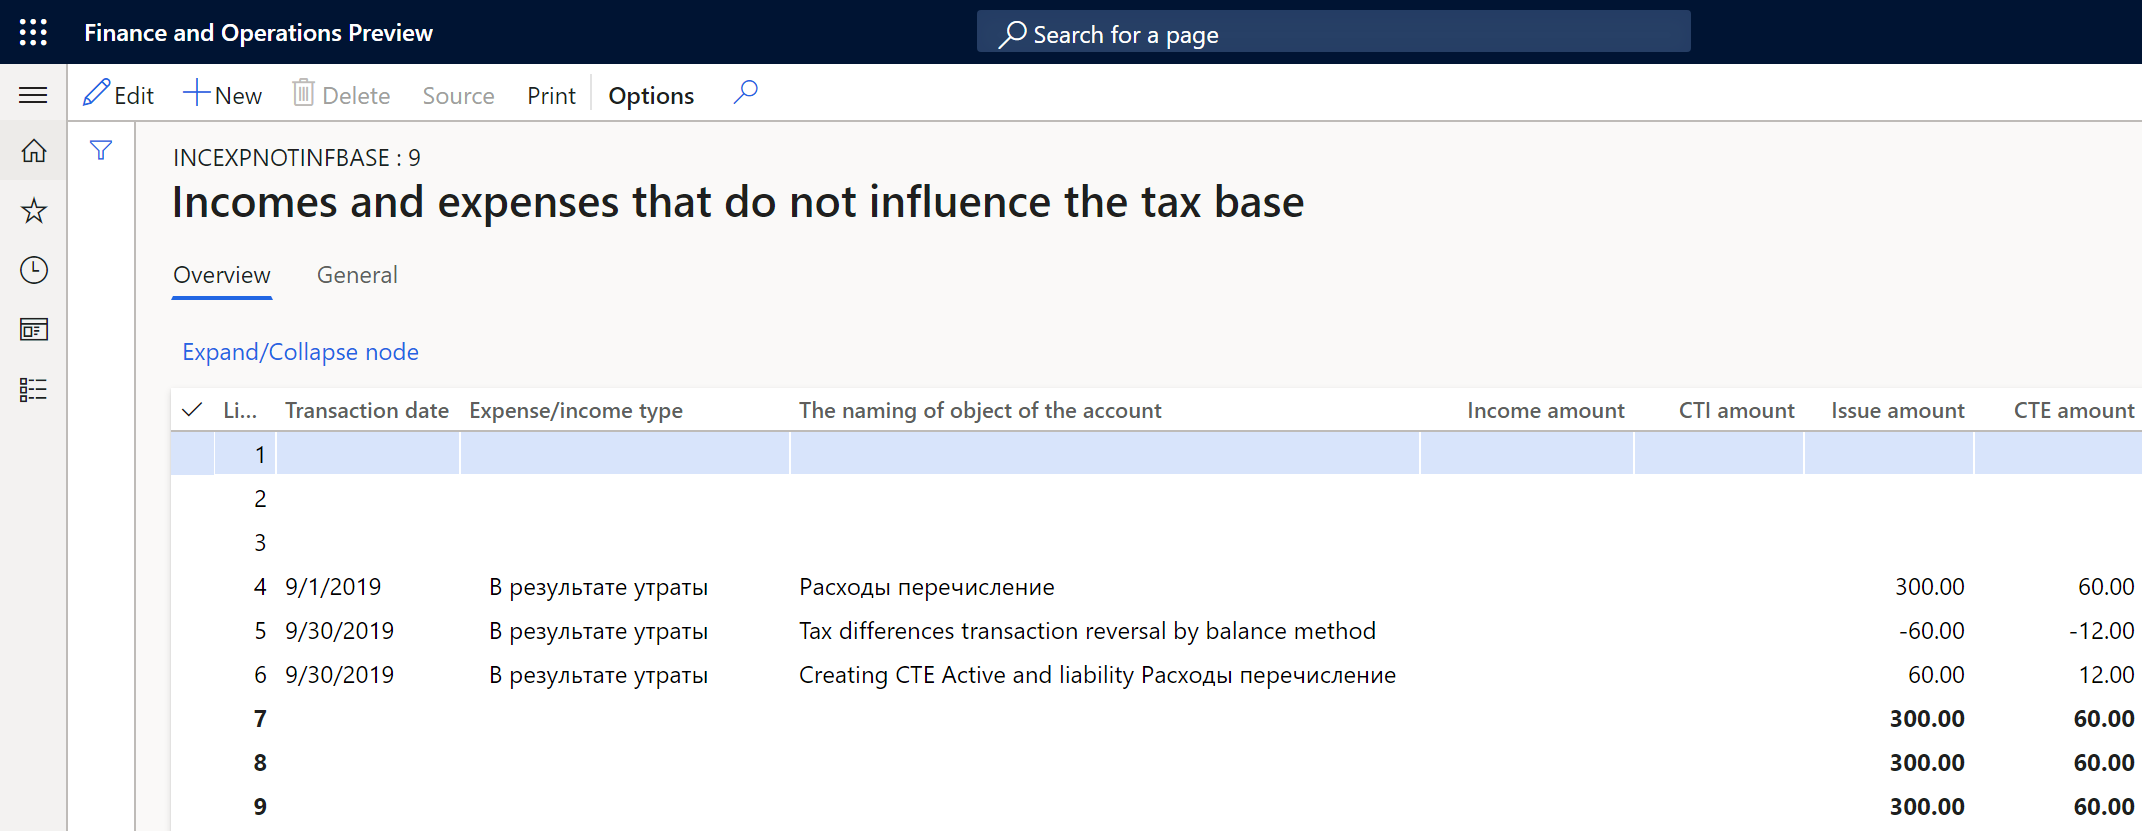 Finance and Operations Preview
Search for a page
Edit New Delete Source Print Options
INCEXPNOTINFBASE : 9
Incomes and expenses that do not influence the tax base
Overview General
Expand/Collapse node
Li... Transaction date Expense/income type The naming of object of the account Income amount CTI amount Issue amount CTE amount
1
2
3
4 9/1/2019 В результате утраты Расходы перечисление 300.00 60.00
5 9/30/2019 В результате утраты Tax differences transaction reversal by balance method -60.00 -12.00
6 9/30/2019 В результате утраты Creating CTE Active and liability Расходы перечисление 60.00 12.00
7 300.00 60.00
8 300.00 60.00
9 300.00 60.00